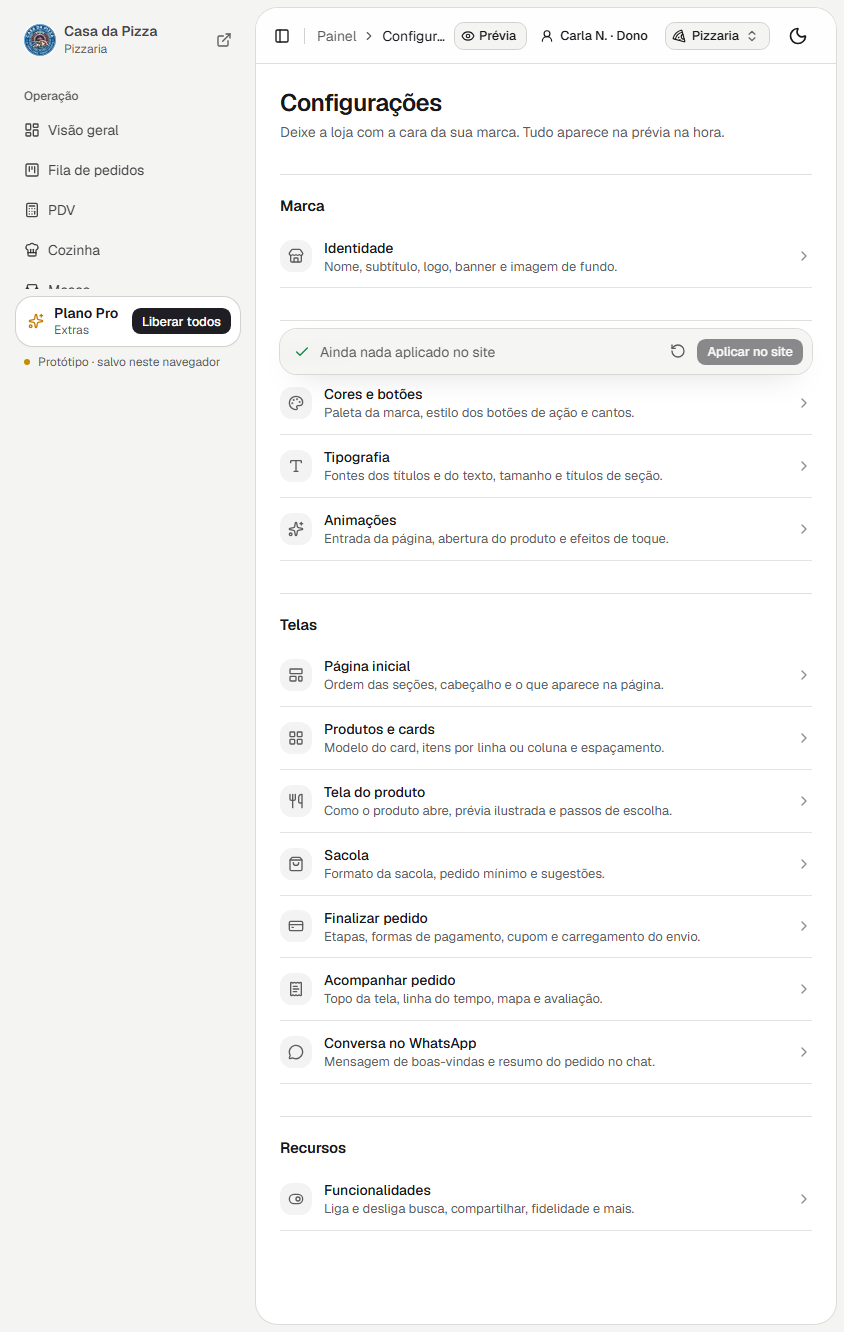 Casa da Pizza
Pizzaria
Operação
Visão geral
Fila de pedidos
PDV
Cozinha
Plano Pro
Extras
Liberar todos
Protótipo · salvo neste navegador
Painel
Configur...
Prévia
Carla N. · Dono
Pizzaria
Configurações
Deixe a loja com a cara da sua marca. Tudo aparece na prévia na hora.
Marca
Identidade
Nome, subtítulo, logo, banner e imagem de fundo.
Ainda nada aplicado no site
Aplicar no site
Cores e botões
Paleta da marca, estilo dos botões de ação e cantos.
Tipografia
Fontes dos títulos e do texto, tamanho e títulos de seção.
Animações
Entrada da página, abertura do produto e efeitos de toque.
Telas
Página inicial
Ordem das seções, cabeçalho e o que aparece na página.
Produtos e cards
Modelo do card, itens por linha ou coluna e espaçamento.
Tela do produto
Como o produto abre, prévia ilustrada e passos de escolha.
Sacola
Formato da sacola, pedido mínimo e sugestões.
Finalizar pedido
Etapas, formas de pagamento, cupom e carregamento do envio.
Acompanhar pedido
Topo da tela, linha do tempo, mapa e avaliação.
Conversa no WhatsApp
Mensagem de boas-vindas e resumo do pedido no chat.
Recursos
Funcionalidades
Liga e desliga busca, compartilhar, fidelidade e mais.